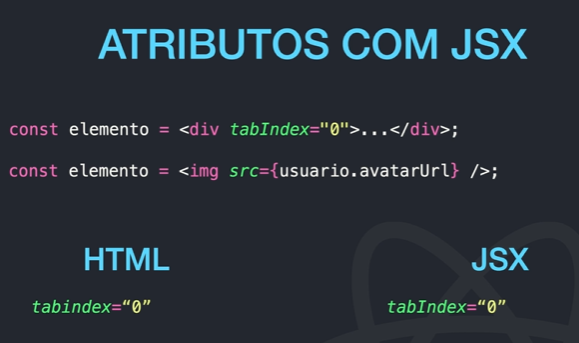 ATRIBUTOS COM JSX
const elemento = <div tabIndex="0">...</div>;
const elemento = <img src={usuario.avatarUrl} />;
HTML
JSX
tabindex=“0”
tabIndex=“0”